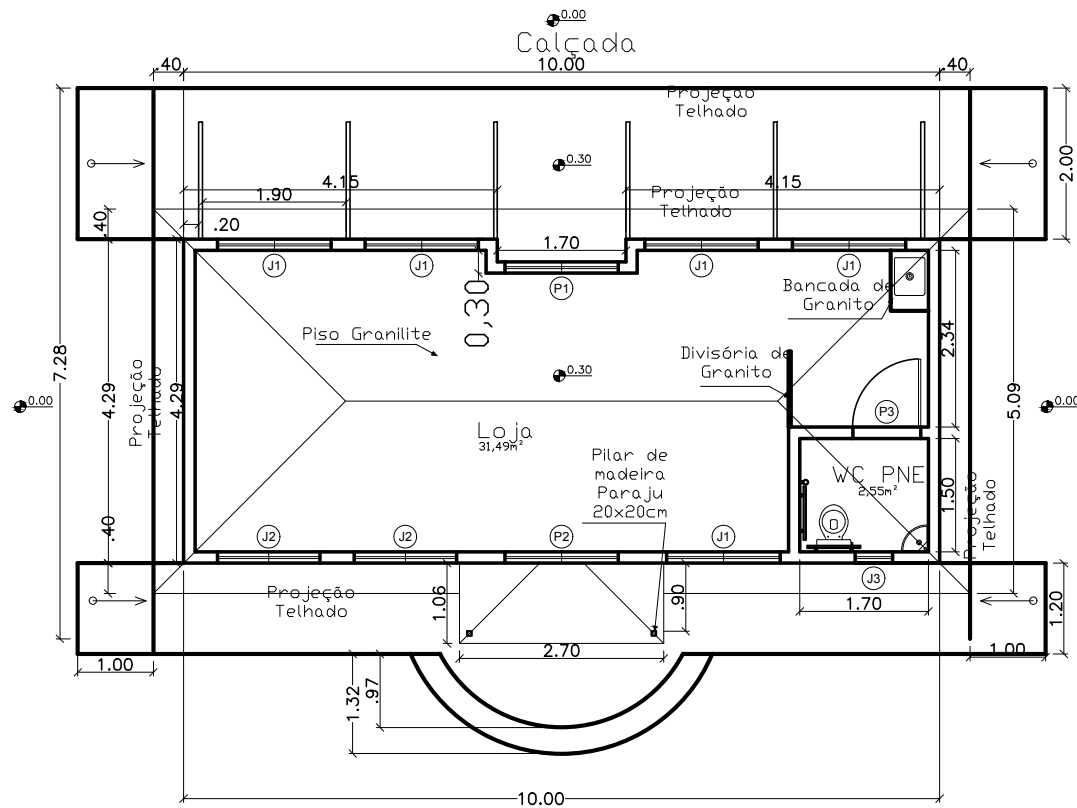 0.00
Calçada
.40
10.00
.40
Projeção
Telhado
2.00
0.30
4.15
4.15
1.90
Projeção
Telhado
.40
.20
1.70
J1
J1
P1
J1
J1
Bancada de
Granito
0,30
Piso Granilite
2.34
7.28
Divisória de
Granito
0.30
Projeção
Telhado
4.29
4.29
0.00
0.00
5.09
P3
Loja
31,49m²
Pilar de
madeira
Paraju
20x20cm
WC PNE
2,55m²
1.50
Projeção
Telhado
.40
J2
J2
P2
J1
J3
Projeção
Telhado
1.06
.90
1.70
1.20
2.70
1.00
1.00
1.32
.97
10.00